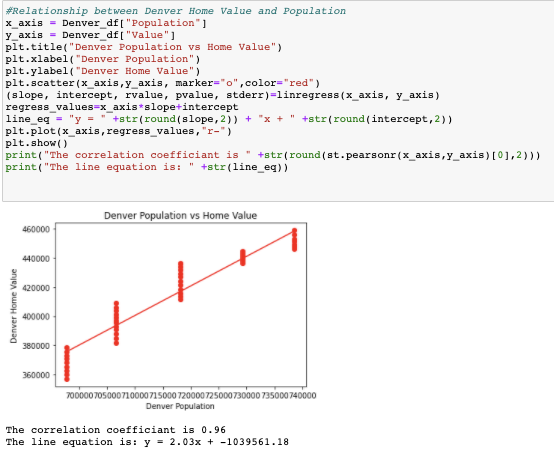 #Relationship between Denver Home Value and Population
x_axis = Denver_df["Population"]
y_axis = Denver_df["Value"]
plt.title("Denver Population vs Home Value")
plt.xlabel("Denver Population")
plt.ylabel("Denver Home Value")
plt.scatter(x_axis,y_axis, marker="o",color="red")
(slope, intercept, rvalue, pvalue, stderr)=linregress(x_axis, y_axis)
regress_values=x_axis*slope+intercept
line_eq = "y = " +str(round(slope,2)) + "x + " +str(round(intercept,2))
plt.plot(x_axis,regress_values,"r-")
plt.show()
print("The correlation coefficiant is " +str(round(st.pearsonr(x_axis,y_axis)[0],2)))
print("The line equation is: " +str(line_eq))
Denver Population vs Home Value
460000
440000
420000
400000
380000
360000
Denver Home Value
700000 705000 710000 715000 720000 725000 730000 735000 740000
Denver Population
The correlation coefficiant is 0.96
The line equation is: y = 2.03x + -1039561.18